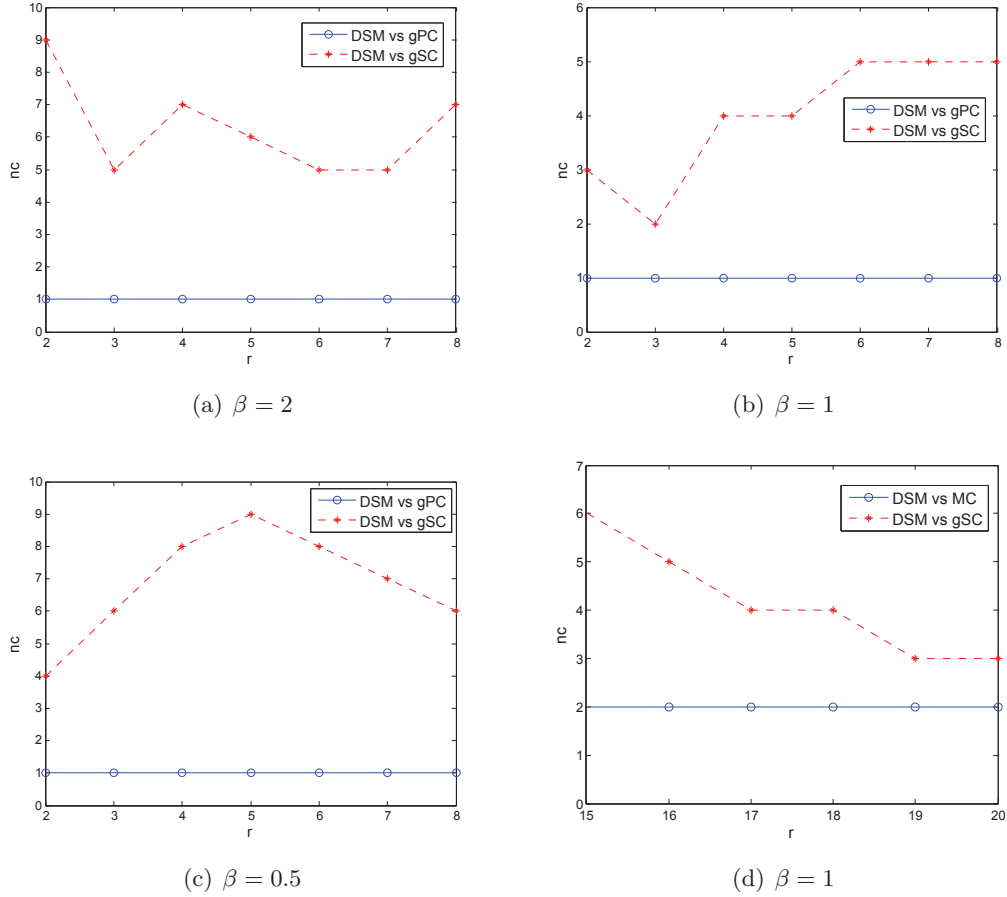 10
9
8
7
6
5
4
3
2
1
0
nc
DSM vs gPC
DSM vs gSC
2 3 4 5 6 7 8
r
(a) β = 2
6
5
4
3
2
1
0
nc
DSM vs gPC
DSM vs gSC
2 3 4 5 6 7 8
r
(b) β = 1
10
9
8
7
6
5
4
3
2
1
0
nc
DSM vs gPC
DSM vs gSC
2 3 4 5 6 7 8
r
(c) β = 0.5
7
6
5
4
3
2
1
0
nc
DSM vs MC
DSM vs gSC
15 16 17 18 19 20
r
(d) β = 1